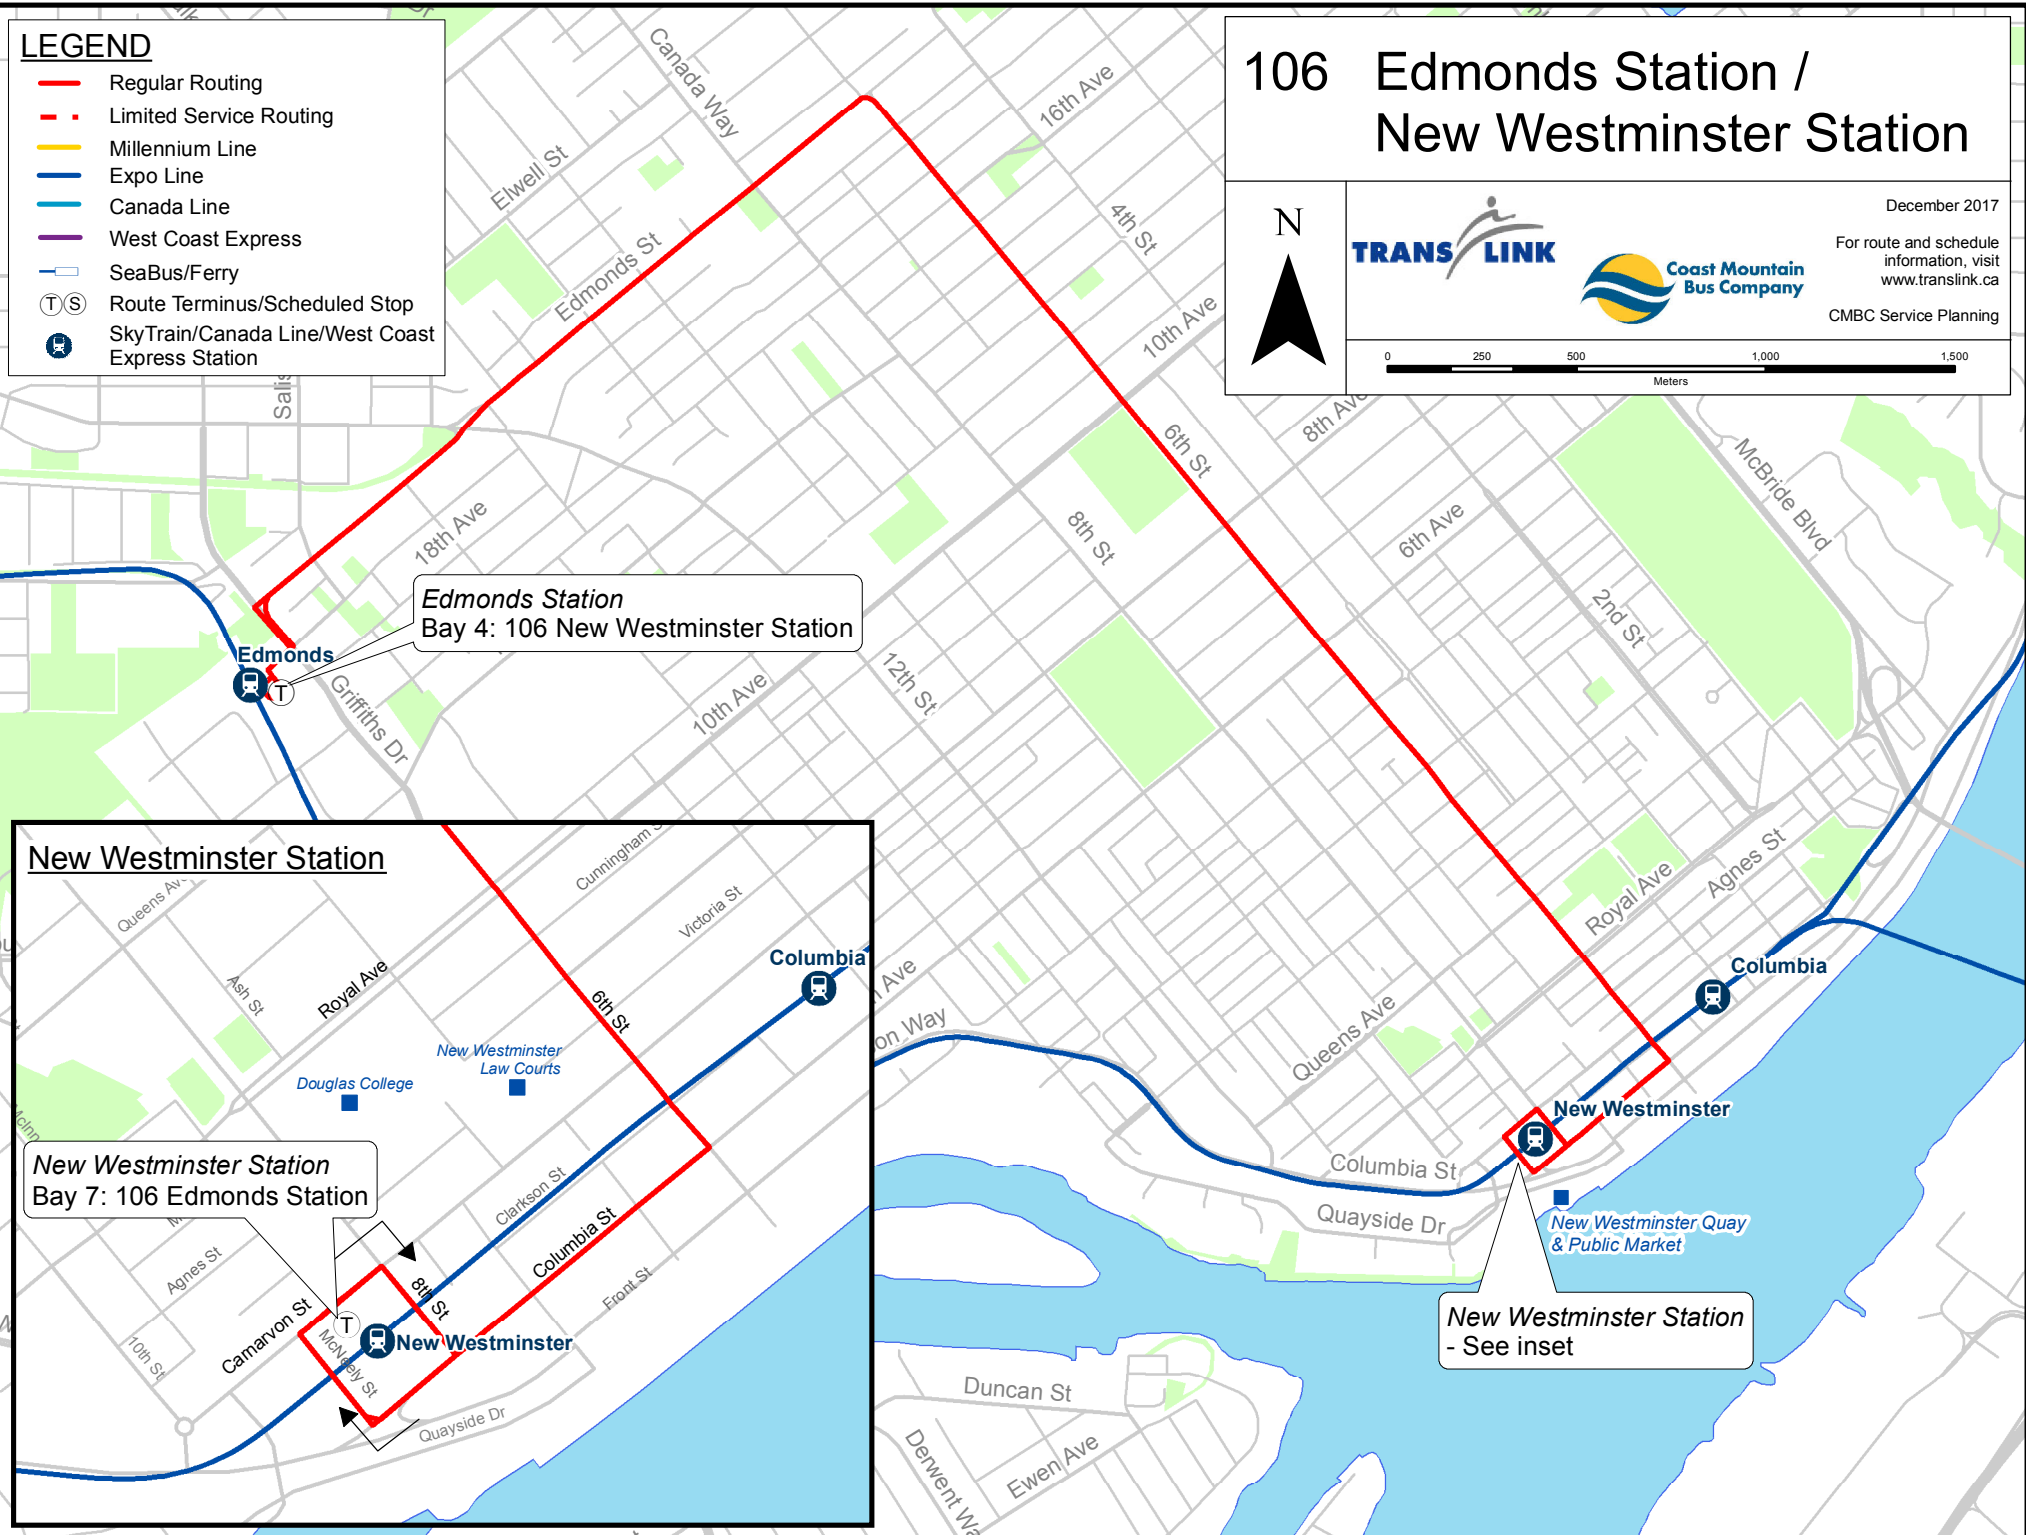 LEGEND
Regular Routing
Limited Service Routing
Millennium Line
Expo Line
Canada Line
West Coast Express
SeaBus/Ferry
T S Route Terminus/Scheduled Stop
SkyTrain/Canada Line/West Coast
Express Station
106 Edmonds Station /
New Westminster Station
N
TRANS LINK
Coast Mountain
Bus Company
December 2017
For route and schedule
information, visit
www.translink.ca
CMBC Service Planning
0 250 500 1,000 1,500
Meters
Canada Way
16th Ave
Elwell St
4th St
Edmonds St
10th Ave
8th Ave
6th St
McBride Blvd
18th Ave
8th St
6th Ave
2nd St
Edmonds Station
Bay 4: 106 New Westminster Station
Edmonds
T
Griffiths Dr
10th Ave
12th St
Royal Ave
Agnes St
Columbia
Queens Ave
New Westminster
Columbia St
Quayside Dr
New Westminster Quay
& Public Market
New Westminster Station
- See inset
Duncan St
Ewen Ave
Derwent Wa
New Westminster Station
Queens Av
Cunningham S
Victoria St
Columbia
Ash St
Royal Ave
6th St
New Westminster
Law Courts
Douglas College
New Westminster Station
Bay 7: 106 Edmonds Station
Clarkson St
Columbia St
Agnes St
8th St
Front St
Carnarvon St
T
New Westminster
McNeely St
10th St
Quayside Dr